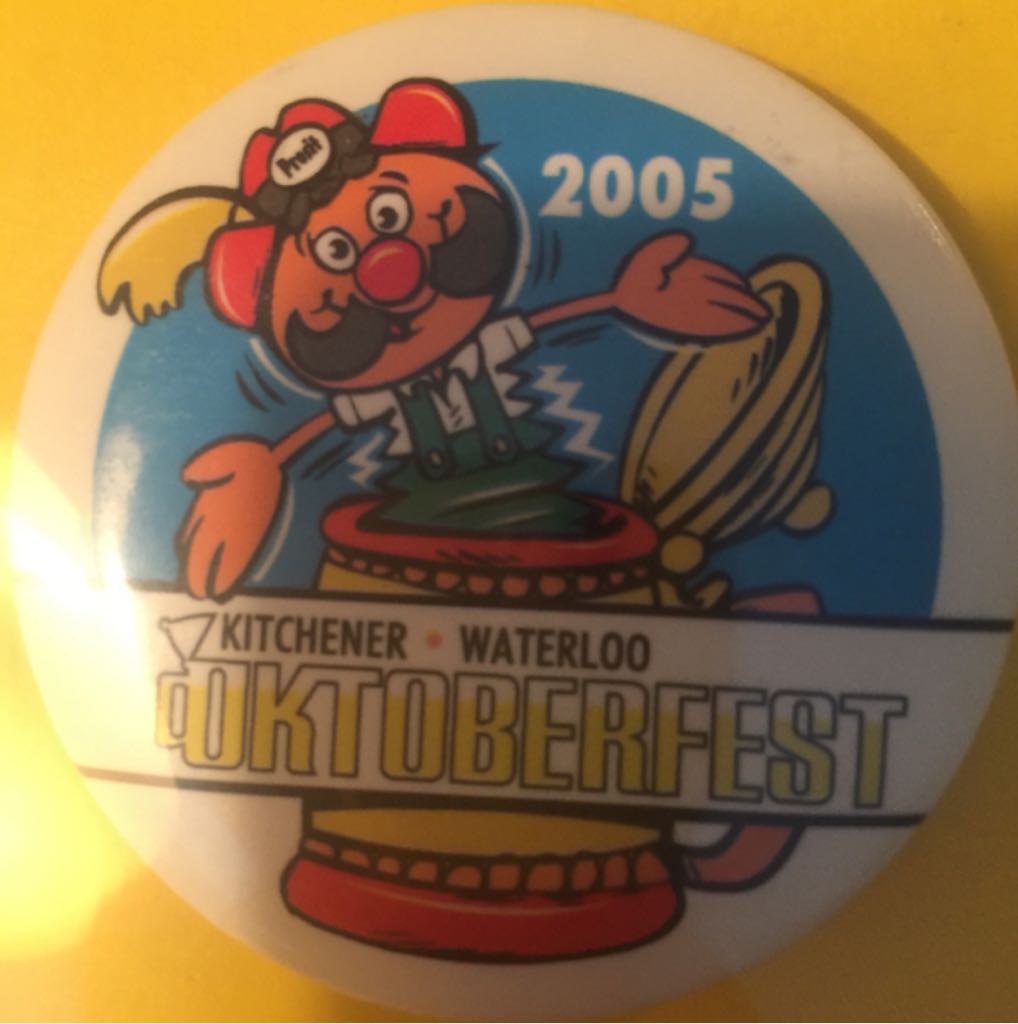 Prosit
2005
KITCHENER • WATERLOO
OKTOBERFEST